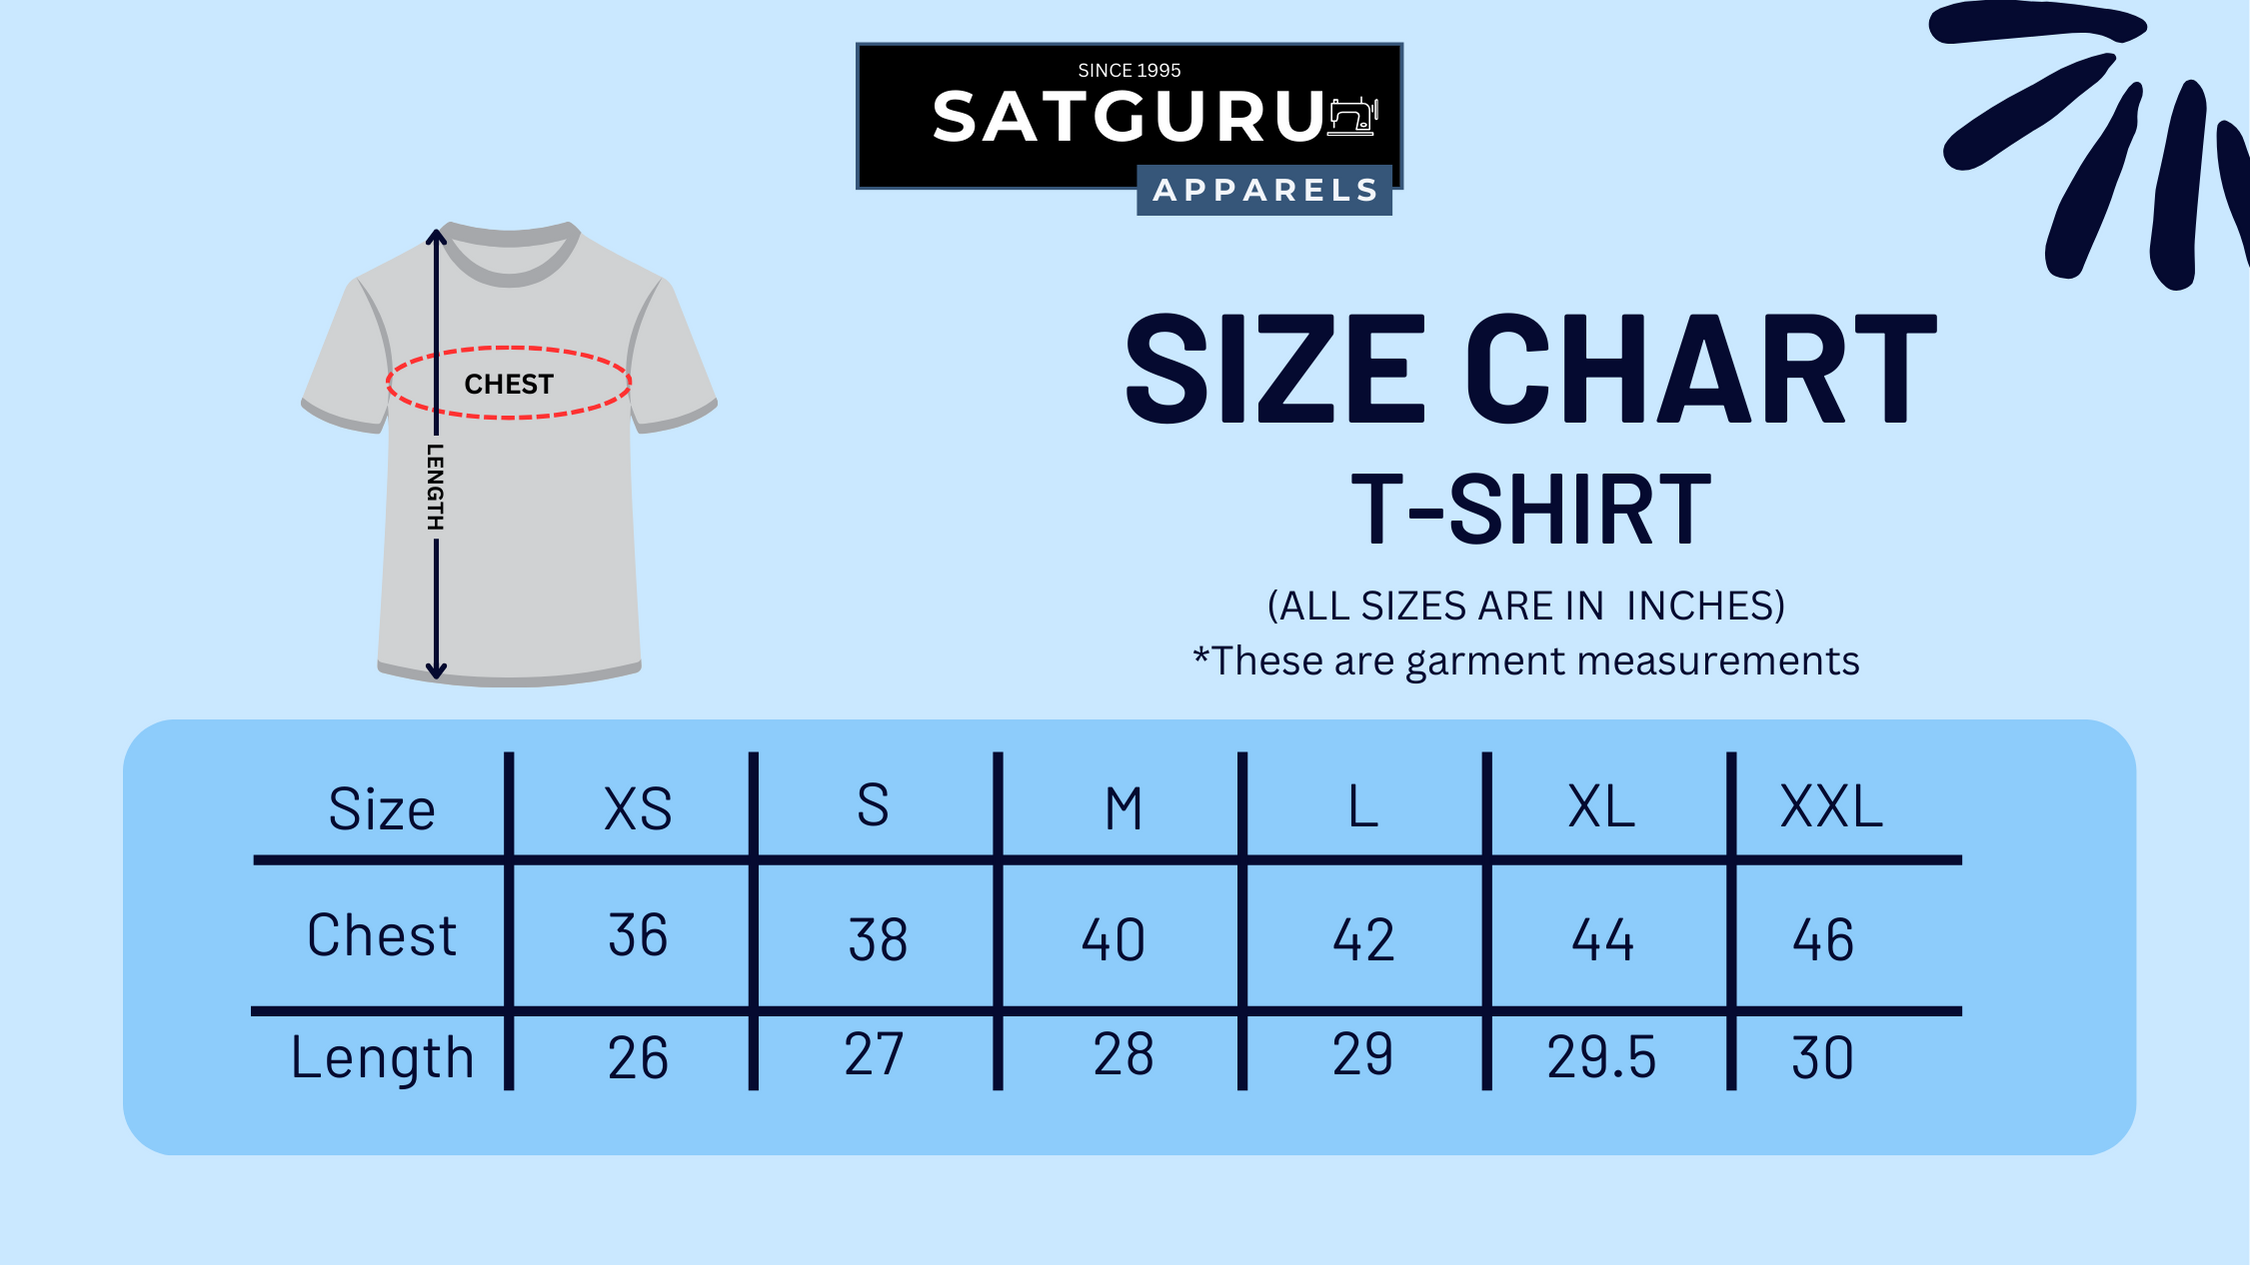 SINCE 1995
SATGURU
APPARELS
CHEST
LENGTH
SIZE CHART
T-SHIRT
(ALL SIZES ARE IN  INCHES)
*These are garment measurements
Size XS S M L XL XXL
Chest 36 38 40 42 44 46
Length 26 27 28 29 29.5 30